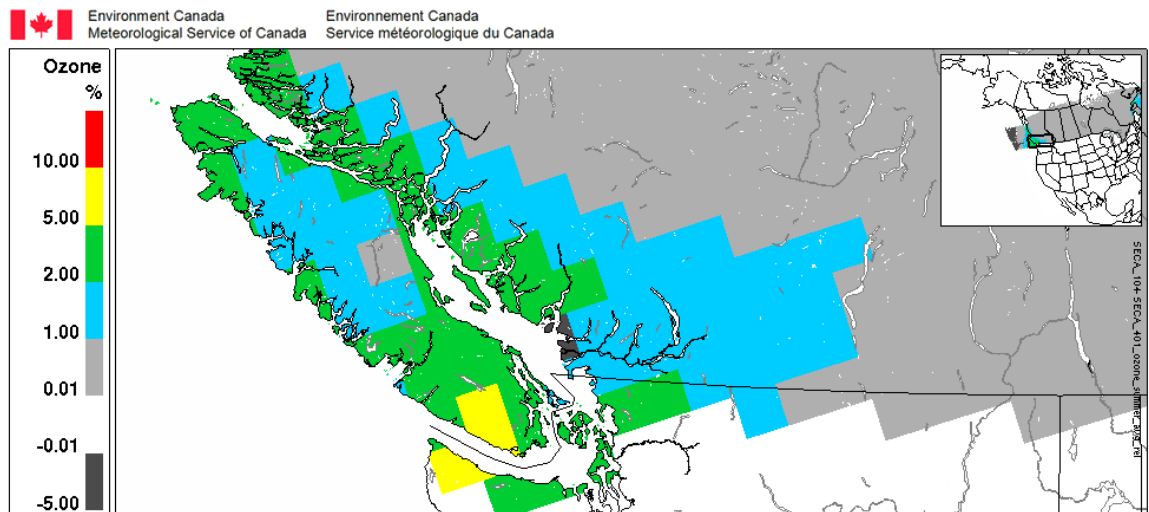 Environment Canada
Meteorological Service of Canada
Environnement Canada
Service météorologique du Canada
Ozone
%
10.00
5.00
2.00
1.00
0.01
-0.01
-5.00